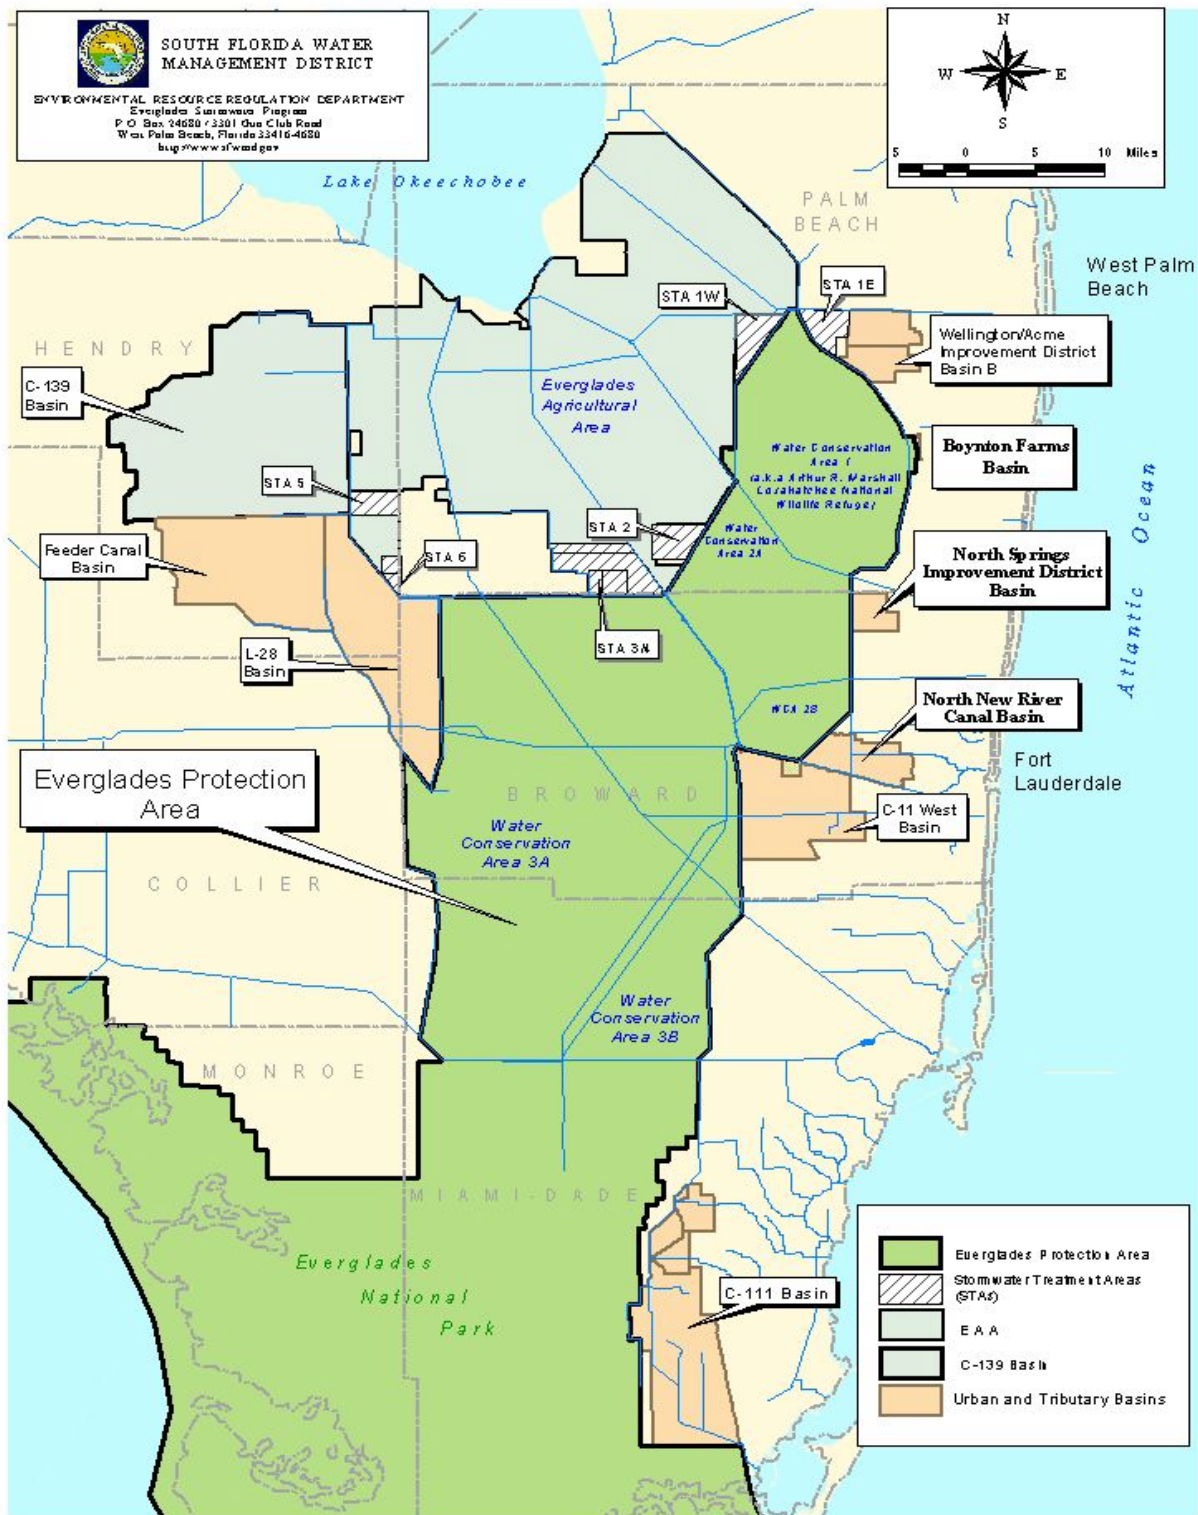 SOUTH FLORIDA WATER
MANAGEMENT DISTRICT
ENVIRONMENTAL RESOURCE REGULATION DEPARTMENT
Everglades Program
P.O. Box 24680 / 3301 Gun Club Road
West Palm Beach, Florida 33416-4680
N
W
E
S
5
0
5
10
Miles
Lake Okeechobee
PALM
BEACH
West Palm
Beach
STA 1W
STA 1E
Wellington/Acme
Improvement District
Basin B
HENDRY
C-139
Basin
Everglades
Agricultural
Area
Water Conservation
Area 1
(a.k.a Arthur R. Marshall
Loxahatchee National
Wildlife Refuge)
Boynton Farms
Basin
STA 5
STA 2
Water
Conservation
Area 2A
Feeder Canal
Basin
STA 6
North Springs
Improvement District
Basin
Atlantic Ocean
STA 3/4
L-28
Basin
WCA 2B
North New River
Canal Basin
Everglades Protection
Area
Fort
Lauderdale
BROWARD
C-11 West
Basin
Water
Conservation
Area 3A
COLLIER
Water
Conservation
Area 3B
MONROE
MIAMI-DADE
Everglades
National
Park
C-111 Basin
Everglades Protection Area
Stormwater Treatment Areas
(STAs)
EAA
C-139 Basin
Urban and Tributary Basins